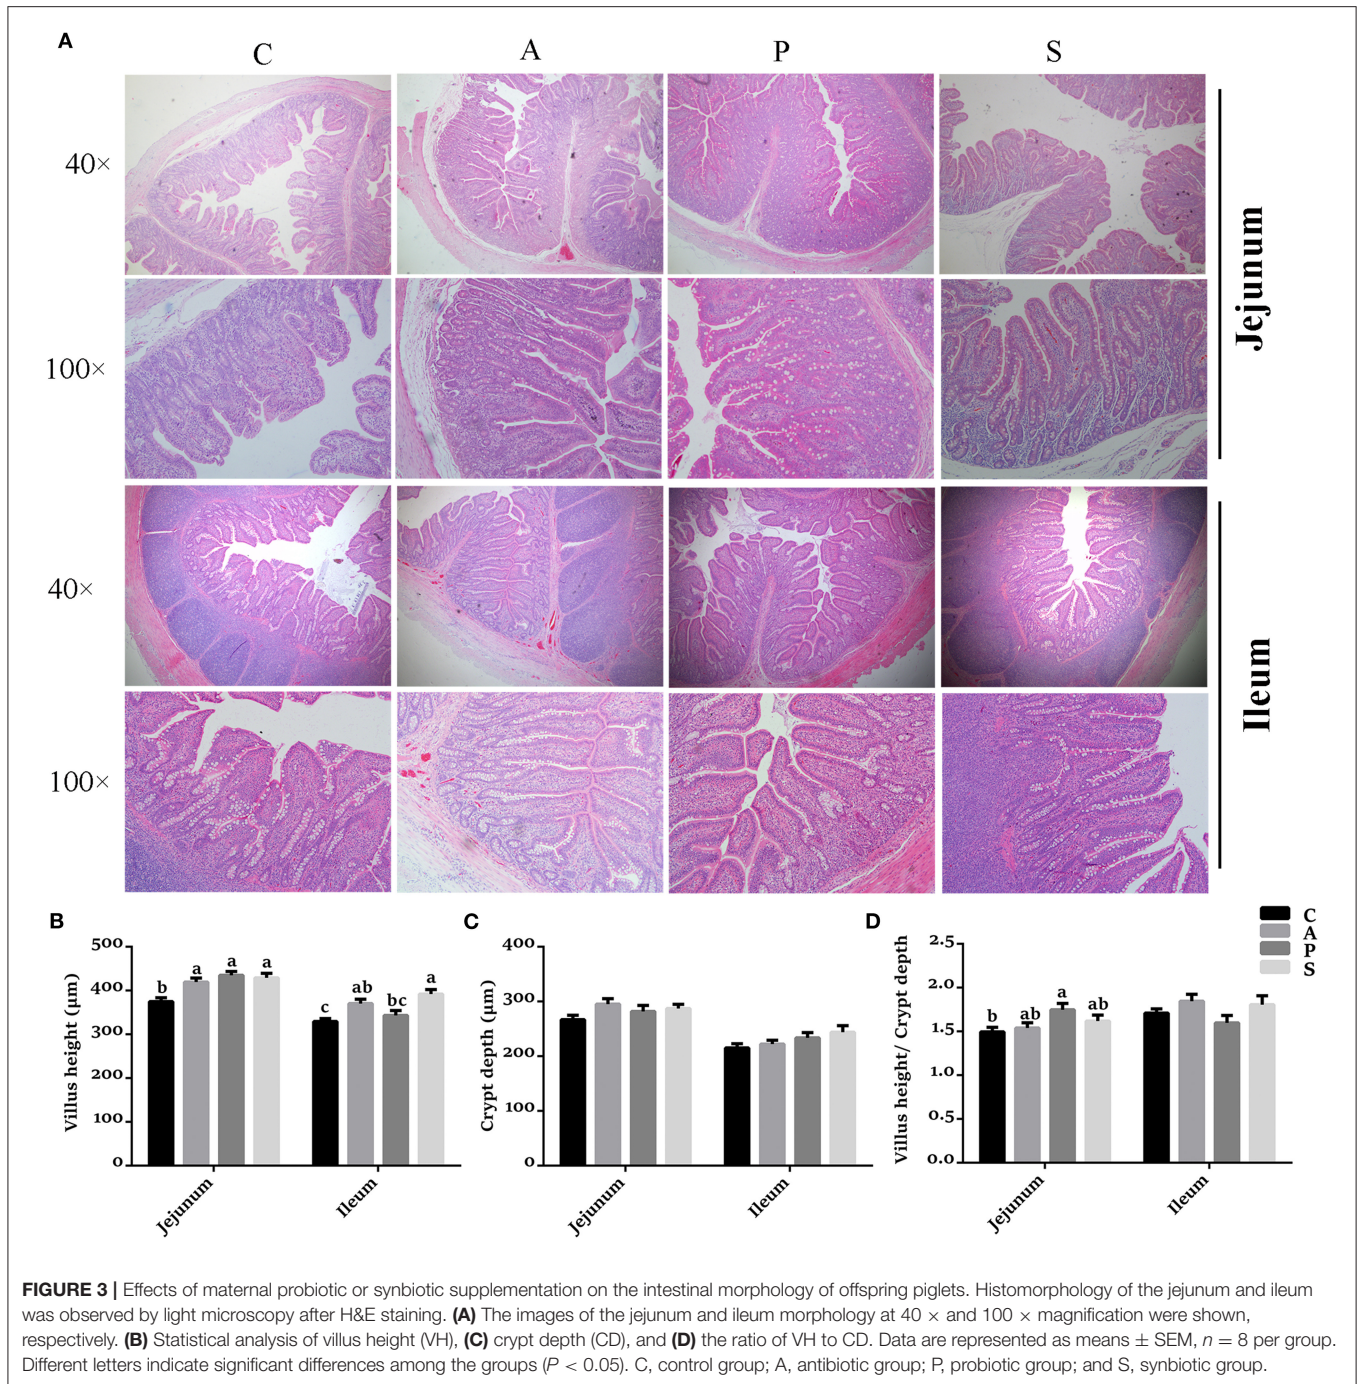 A
C A P S
40×
100×
Jejunum
40×
100×
Ileum
B
Villus height (μm)
500
400
300
200
100
0
b a a a
c ab bc a
Jejunum Ileum
C
Crypt depth (μm)
400
300
200
100
0
Jejunum Ileum
D
Villus height/ Crypt depth
2.5
2.0
1.5
1.0
0.5
0.0
b ab a ab
Jejunum Ileum
C
A
P
S
FIGURE 3 | Effects of maternal probiotic or synbiotic supplementation on the intestinal morphology of offspring piglets. Histomorphology of the jejunum and ileum
was observed by light microscopy after H&E staining. (A) The images of the jejunum and ileum morphology at 40 × and 100 × magnification were shown,
respectively. (B) Statistical analysis of villus height (VH), (C) crypt depth (CD), and (D) the ratio of VH to CD. Data are represented as means ± SEM, n = 8 per group.
Different letters indicate significant differences among the groups (P < 0.05). C, control group; A, antibiotic group; P, probiotic group; and S, synbiotic group.